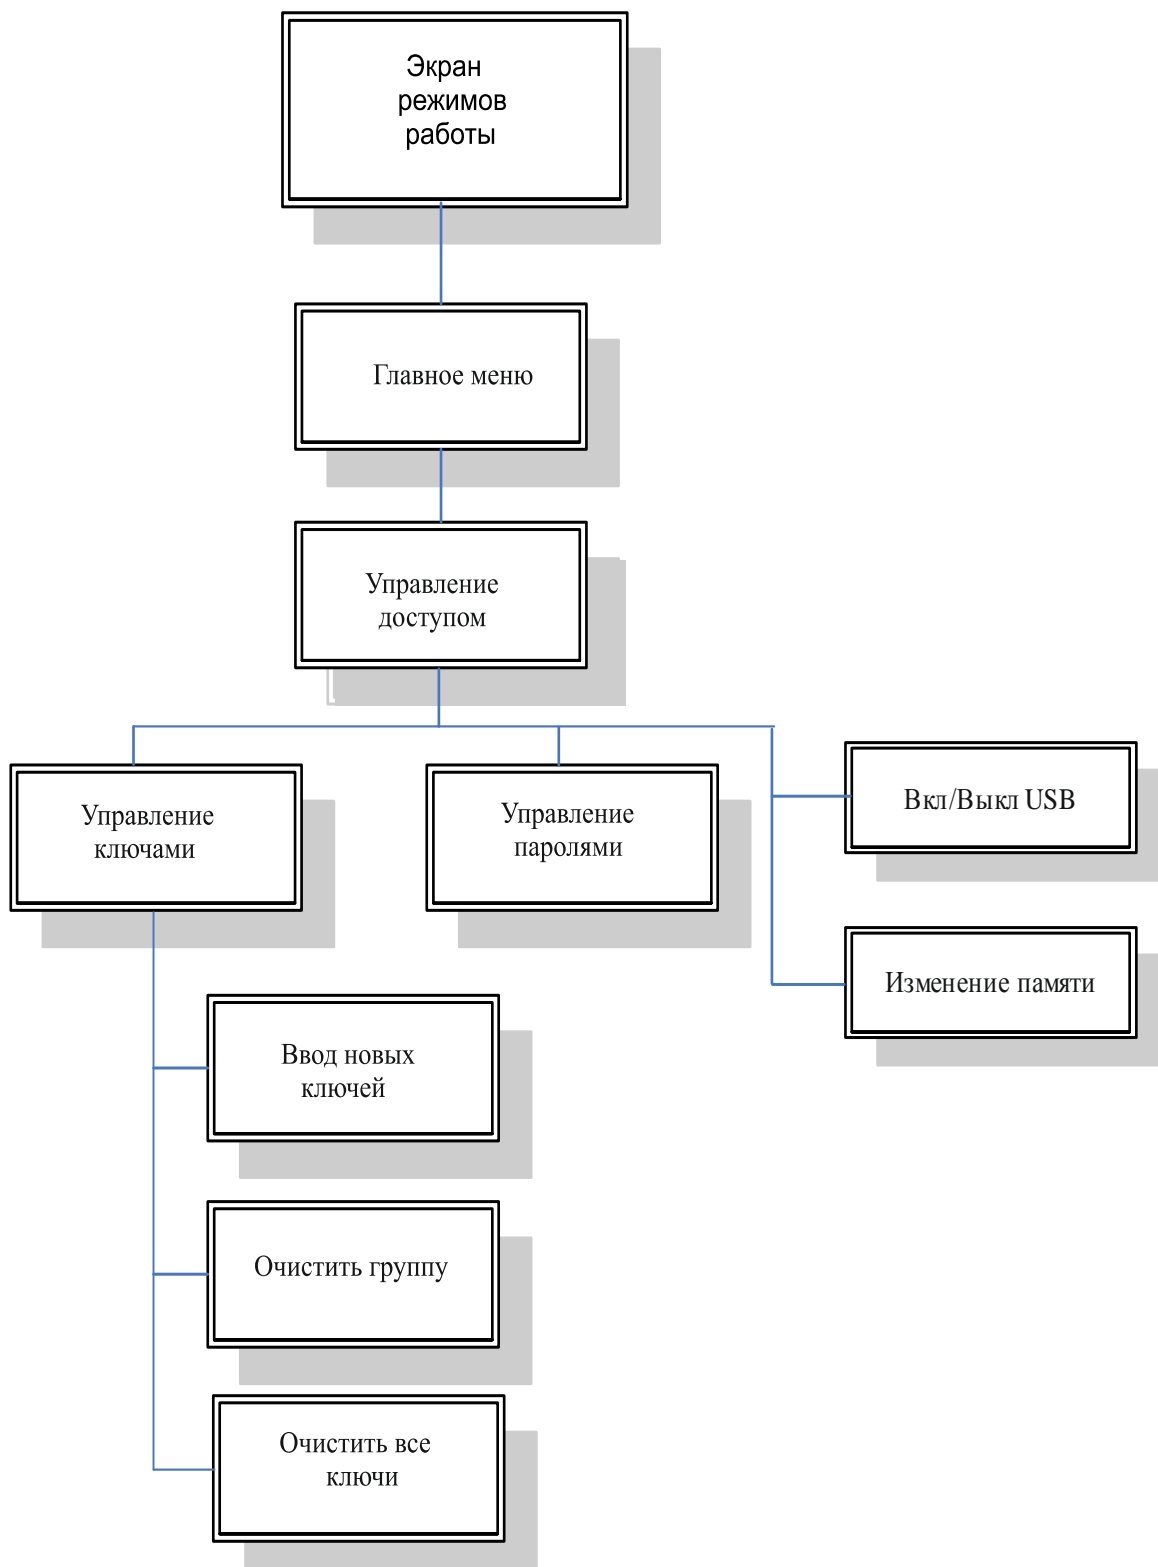 Экран
режимов
работы
Главное меню
Управление
доступом
Управление
ключами
Управление
паролями
Вкл/Выкл USB
Изменение памяти
Ввод новых
ключей
Очистить группу
Очистить все
ключи